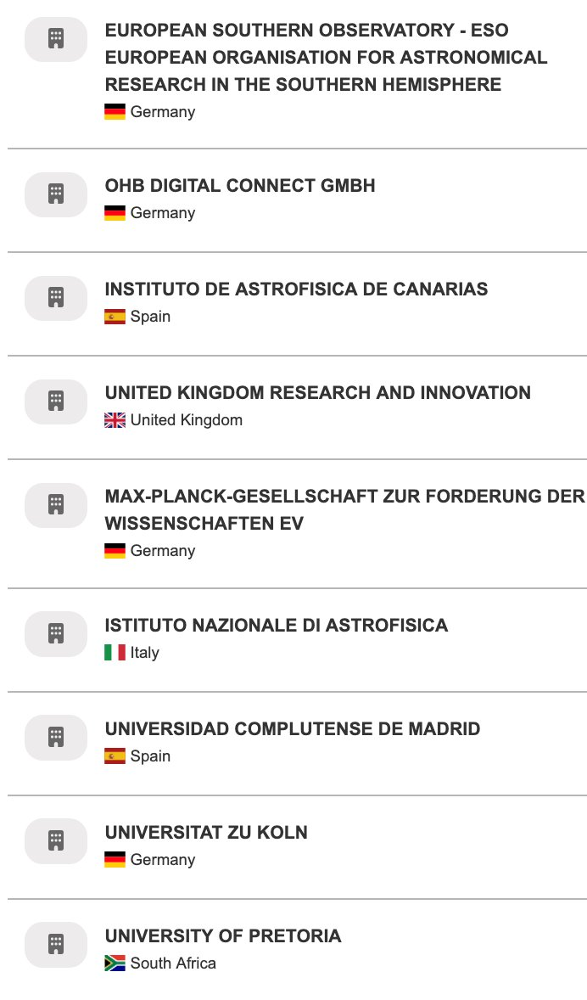 EUROPEAN SOUTHERN OBSERVATORY - ESO
EUROPEAN ORGANISATION FOR ASTRONOMICAL
RESEARCH IN THE SOUTHERN HEMISPHERE
Germany
OHB DIGITAL CONNECT GMBH
Germany
INSTITUTO DE ASTROFISICA DE CANARIAS
Spain
UNITED KINGDOM RESEARCH AND INNOVATION
United Kingdom
MAX-PLANCK-GESELLSCHAFT ZUR FORDERUNG DER
WISSENSCHAFTEN EV
Germany
ISTITUTO NAZIONALE DI ASTROFISICA
Italy
UNIVERSIDAD COMPLUTENSE DE MADRID
Spain
UNIVERSITAT ZU KOLN
Germany
UNIVERSITY OF PRETORIA
South Africa